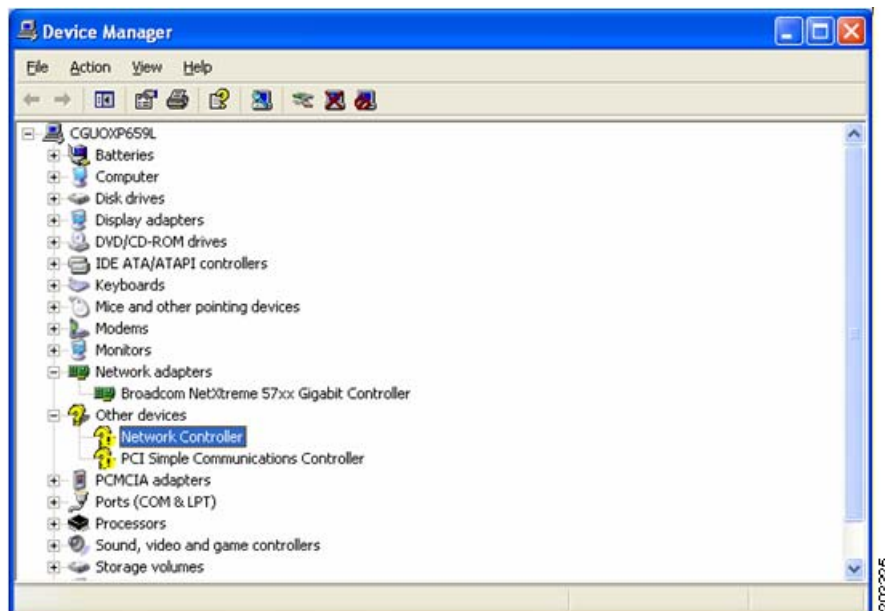 Device Manager
File Action View Help
CGUOXP659L
Batteries
Computer
Disk drives
Display adapters
DVD/CD-ROM drives
IDE ATA/ATAPI controllers
Keyboards
Mice and other pointing devices
Modems
Monitors
Network adapters
Broadcom NetXtreme 57xx Gigabit Controller
Other devices
Network Controller
PCI Simple Communications Controller
PCMCIA adapters
Ports (COM & LPT)
Processors
Sound, video and game controllers
Storage volumes